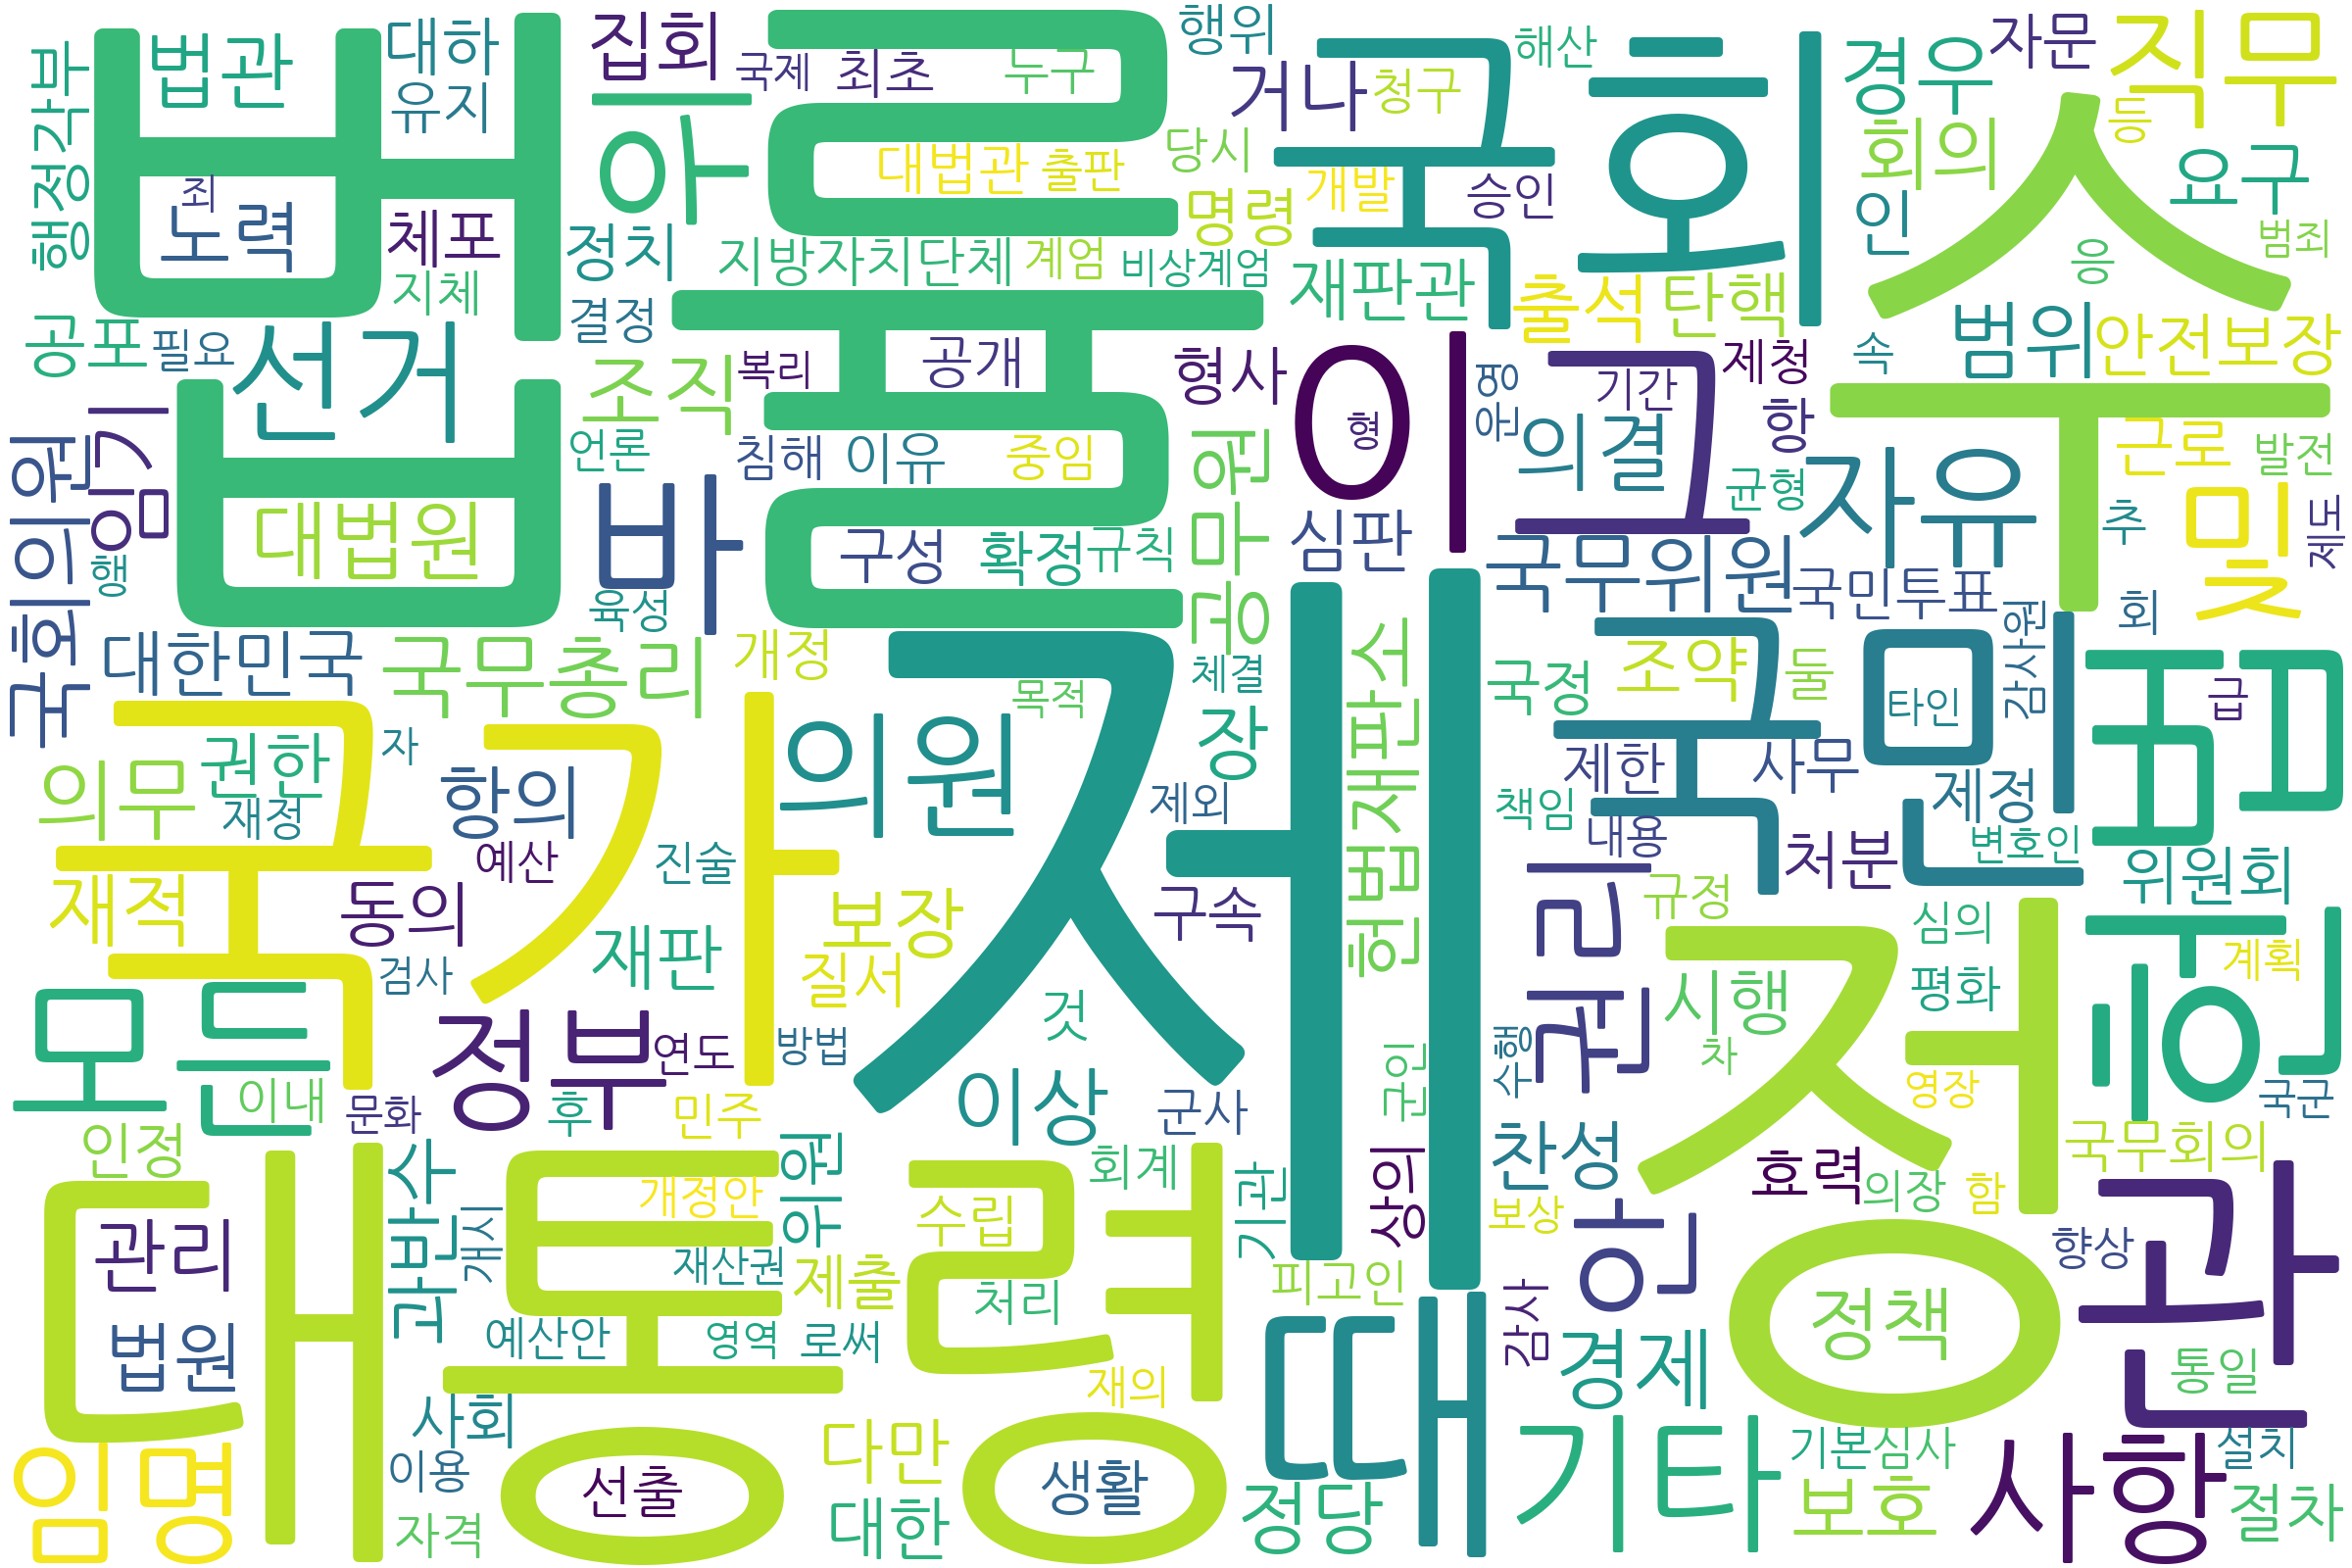 법률
제
대통령
국가
국회
수
정
국민
헌법
법관
대하
유지
집회
국제
최초
누구
행위
해산
자문
직무
행정각부
아
거나
청구
경우
회의
등
요구
죄
노력
체포
지체
정치
대법관
출판
당시
명령
개발
승인
인
응
범죄
지방자치단체
계엄
비상계엄
재판관
출석
탄핵
범위
안전보장
공포
필요
선거
결정
조직
복리
공개
형사
이
형
운영
그
기간
제청
속
항
의결
근로
발전
국회의원
임기
언론
침해
이유
중임
공무원
균형
자유
및
대법원
바
구성
확정
규칙
심판
국무위원
국민투표
추
제버
행
육성
회
대한민국
국무총리
개정
목적
체결
헌법재판소
국정
조약
둘
타인
감사원
급
의무
권한
재정
자
항의
의원
장
제외
제한
사무
책임
내용
제정
변호인
처분
위원회
재적
동의
예산
진술
보장
구속
권리
규정
심의
검사
재판
질서
시행
평화
계획
모든
정부
연도
방법
것
군인
수행
차
영장
국군
이내
문화
후
민주
이상
군사
인정
과반수
위원
회계
기관
상의
찬성
효력
의장
함
국무회의
관
관리
개시
개정안
수립
보상
안
향상
재산권
제출
처리
피고인
감사
정책
법원
예산안
영역
로써
때
경제
통일
사회
재의
임명
이용
선출
다만
생활
기타
기본
심사
사항
설치
자격
대한
정당
보호
절차